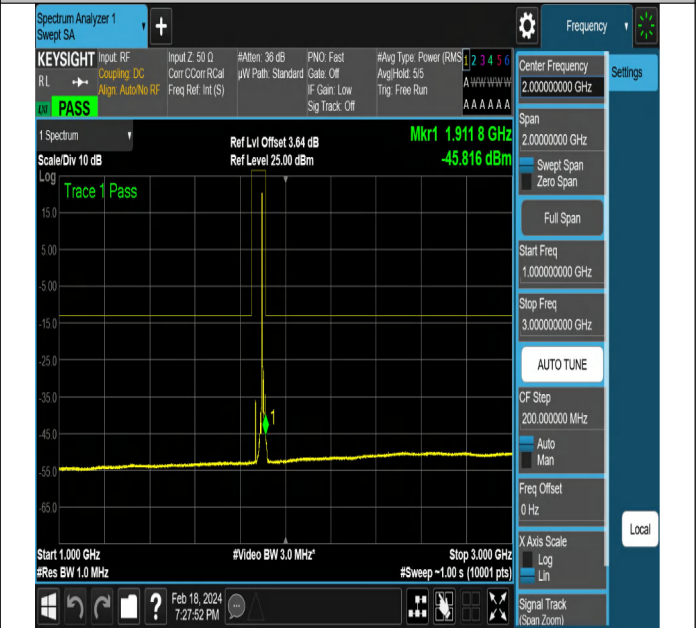 Spectrum Analyzer 1
Swept SA
+
Frequency
KEYSIGHT
RL
PASS
Input: RF
Coupling: DC
Align: Auto/No RF
Input Z: 50 Ω
Corr CCorr RCal
Freq Ref: Int (S)
#Atten: 36 dB
µW Path: Standard
PNO: Fast
Gate: Off
IF Gain: Low
Sig Track: Off
#Avg Type: Power (RMS
Avg|Hold: 5/5
Trig: Free Run
1 2 3 4 5 6
A W W W W W
A A A A A A
1 Spectrum
Scale/Div 10 dB
Ref Lvl Offset 3.64 dB
Ref Level 25.00 dBm
Mkr1 1.911 8 GHz
-45.816 dBm
Log
Trace 1 Pass
15.0
5.00
-5.00
-15.0
-25.0
-35.0
-45.0
-55.0
-65.0
1
Start 1.000 GHz
#Res BW 1.0 MHz
#Video BW 3.0 MHz*
Stop 3.000 GHz
#Sweep ~1.00 s (10001 pts)
Center Frequency
2.000000000 GHz
Settings
Span
2.00000000 GHz
Swept Span
Zero Span
Full Span
Start Freq
1.000000000 GHz
Stop Freq
3.000000000 GHz
AUTO TUNE
CF Step
200.000000 MHz
Auto
Man
Freq Offset
0 Hz
X Axis Scale
Log
Lin
Local
Signal Track
(Span Zoom)
?
Feb 18, 2024
7:27:52 PM